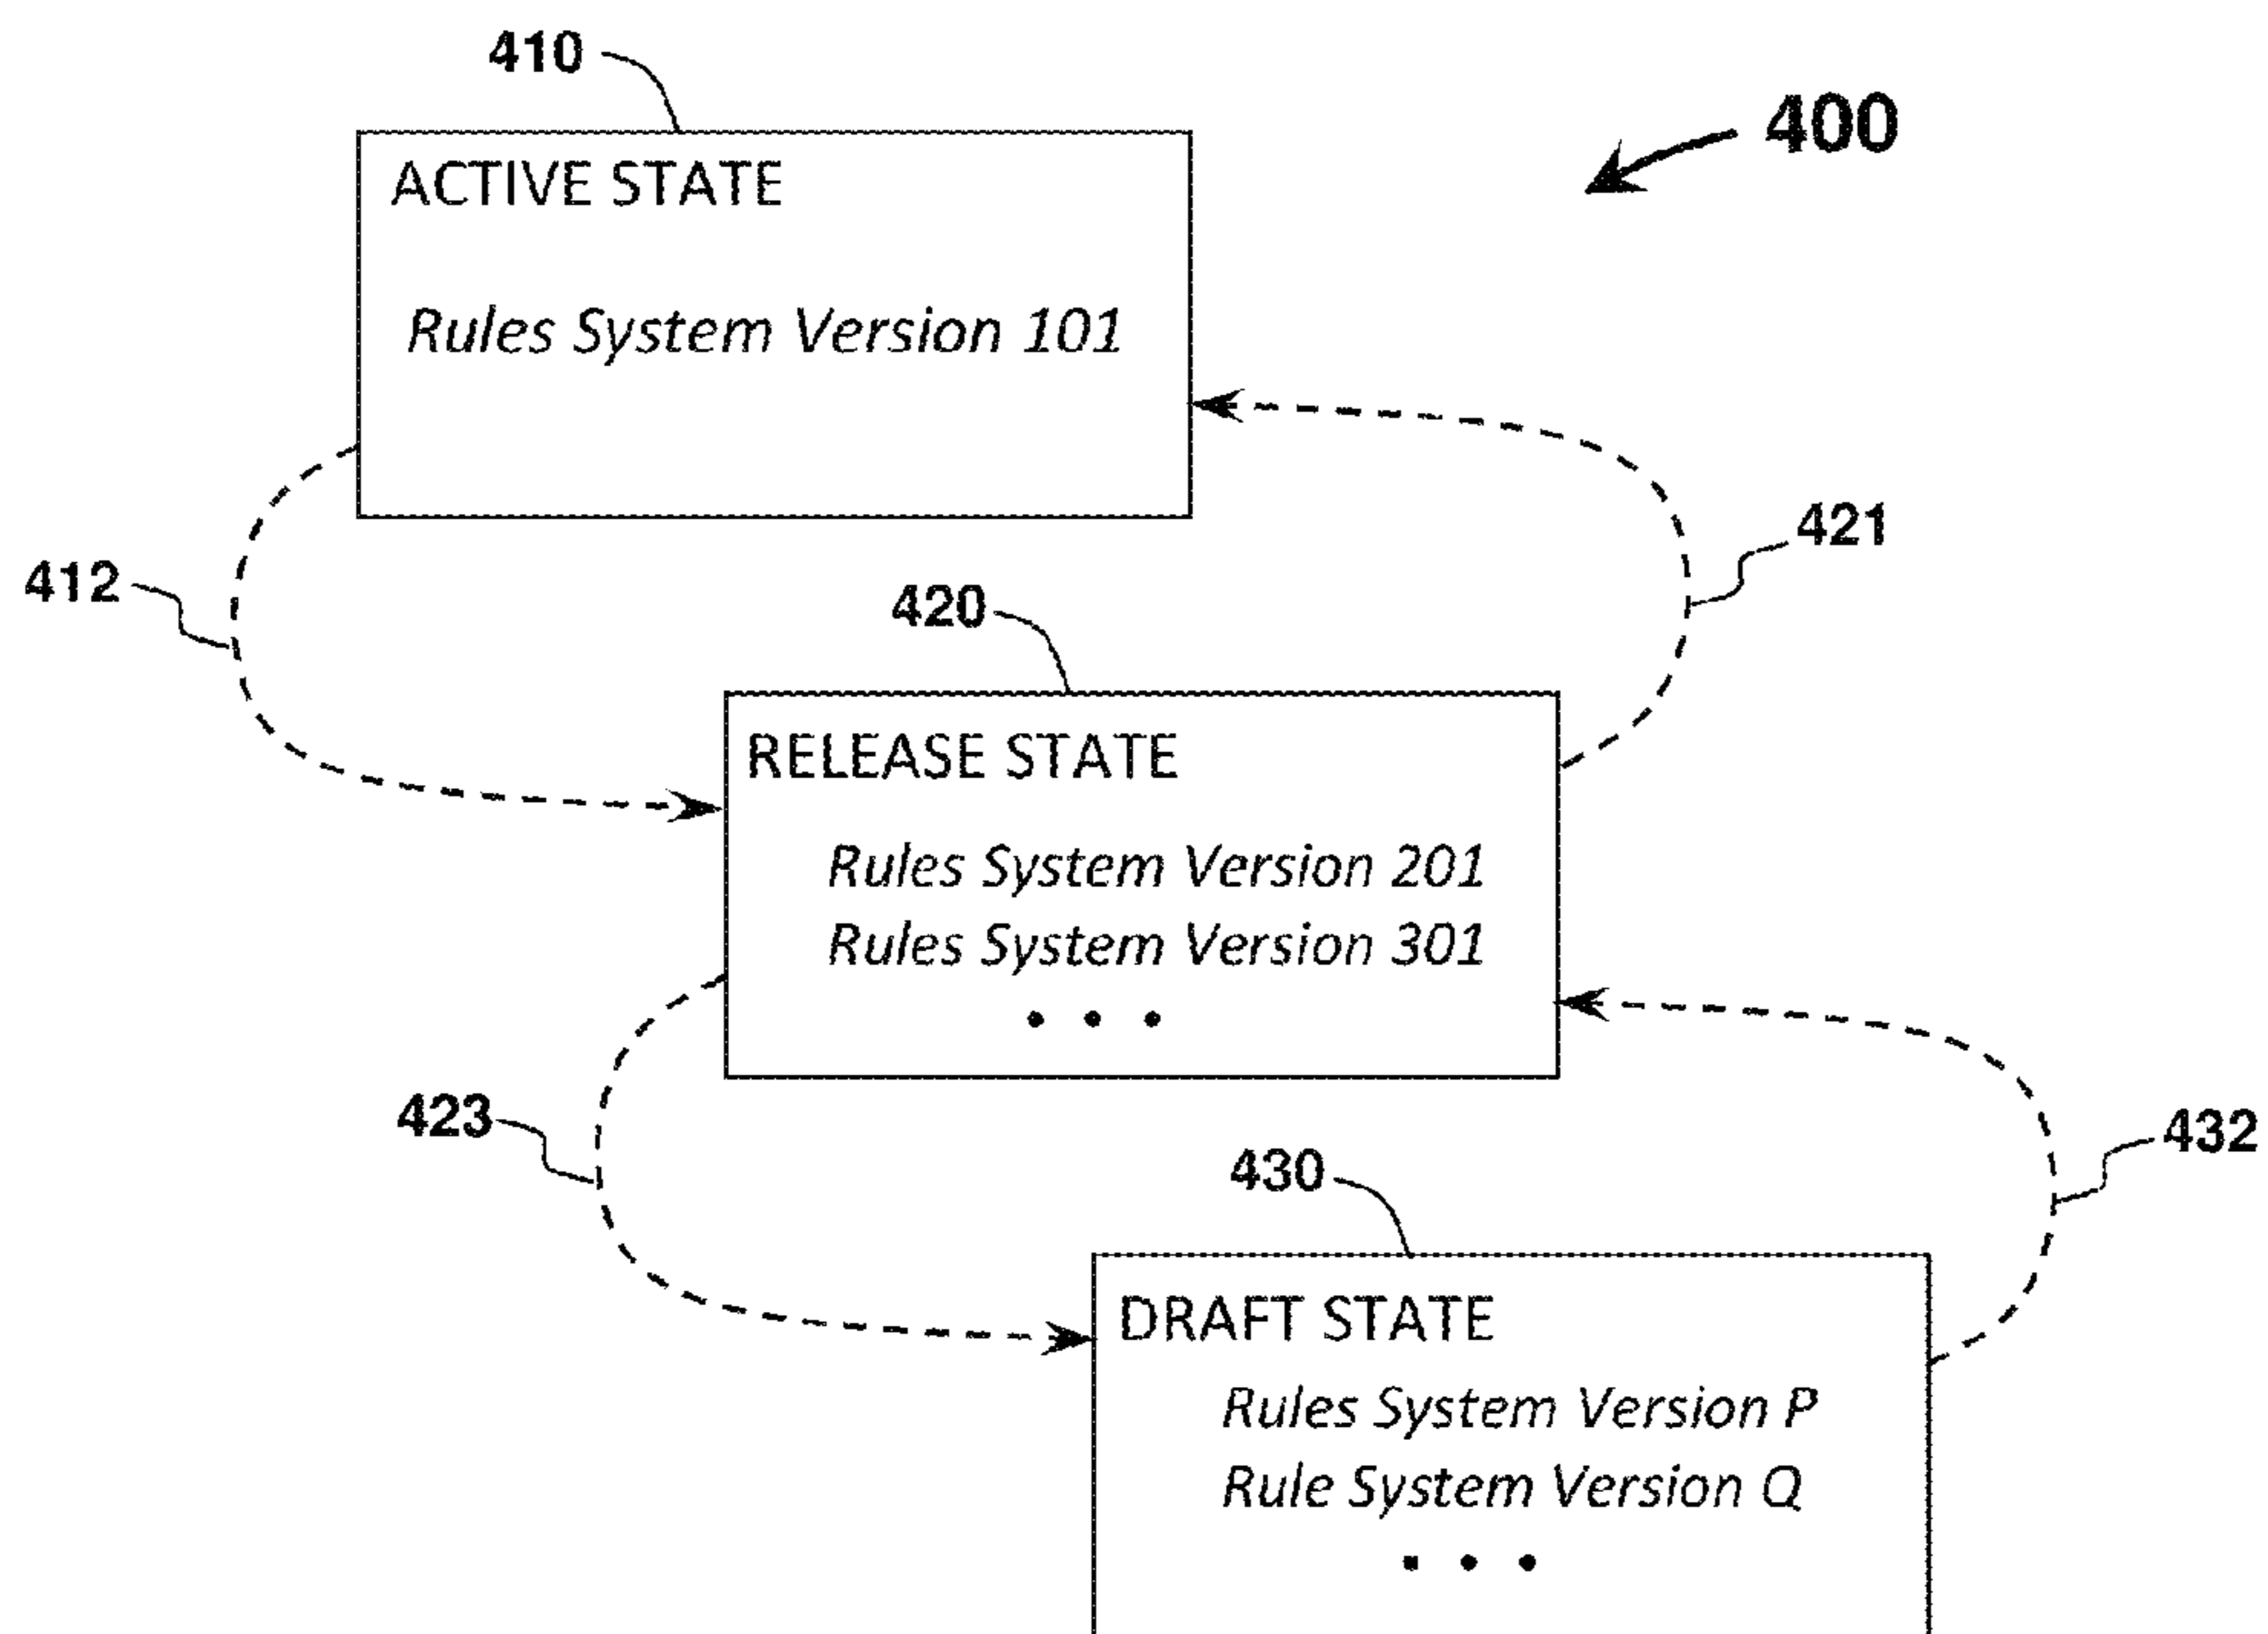 410
400
ACTIVE STATE
Rules System Version 101
421
412
420
RELEASE STATE
Rules System Version 201
Rules System Version 301
• • •
423
432
430
DRAFT STATE
Rules System Version P
Rule System Version Q
• • •